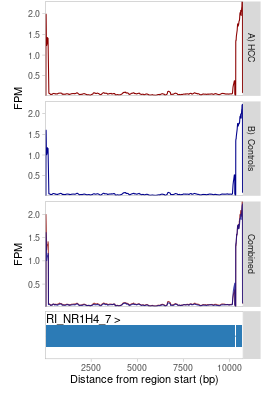 2.0
1.5
1.0
0.5
A) HCC
FPM
2.0
1.5
1.0
0.5
B) Controls
2.0
1.5
1.0
0.5
FPM
Combined
RI_NR1H4_7 >
2500 5000 7500 10000
Distance from region start (bp)